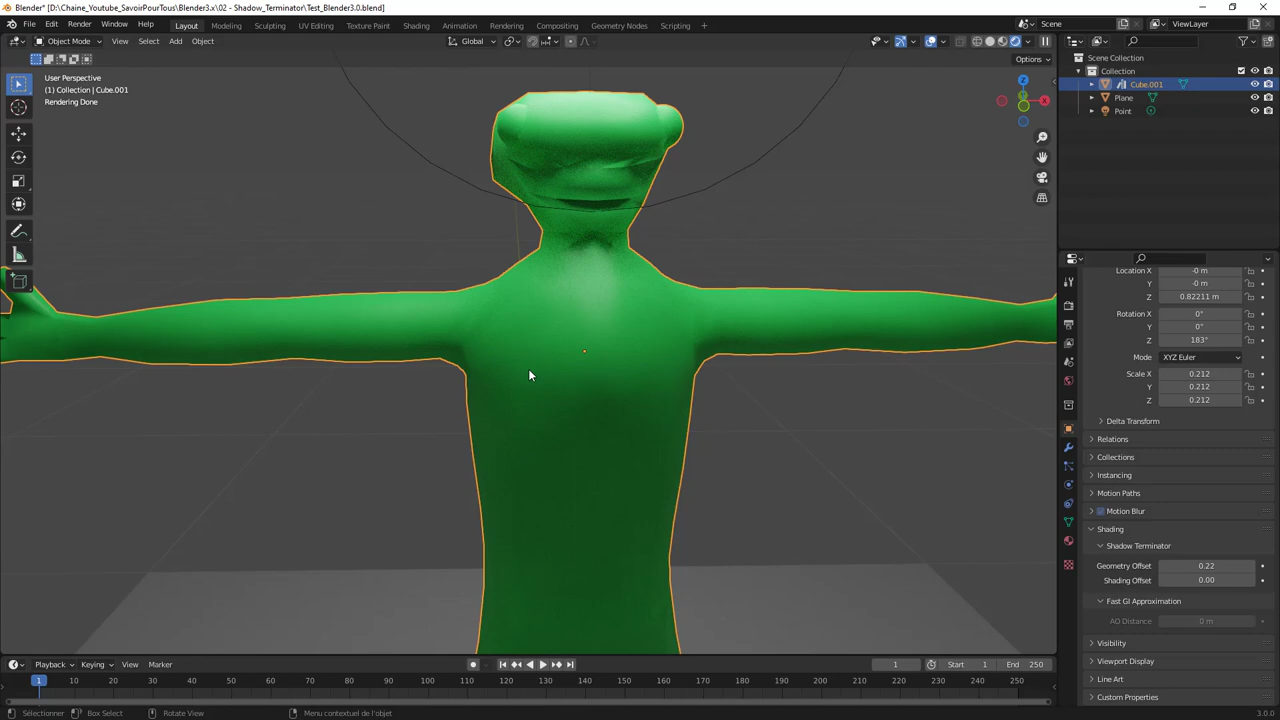 Blender* [D:\Chaine_Youtube_SavoirPourTous\Blender3.x\02 - Shadow_Terminator\Test_Blender3.0.blend]
File Edit Render Window Help Layout Modeling Sculpting UV Editing Texture Paint Shading Animation Rendering Compositing Geometry Nodes Scripting Scene ViewLayer
Object Mode View Select Add Object Global
Options
User Perspective
(1) Collection | Cube.001
Rendering Done
Scene Collection
Collection
Cube.001
Plane
Point
Z
X
Location X -0 m
Y -0 m
Z 0.82211 m
Rotation X 0°
Y 0°
Z 183°
Mode XYZ Euler
Scale X 0.212
Y 0.212
Z 0.212
Delta Transform
Relations
Collections
Instancing
Motion Paths
Motion Blur
Shading
Shadow Terminator
Geometry Offset 0.22
Shading Offset 0.00
Fast GI Approximation
AO Distance 0 m
Visibility
Viewport Display
Line Art
Custom Properties
Playback Keying View Marker 1 Start 1 End 250
1 10 20 30 40 50 60 70 80 90 100 110 120 130 140 150 160 170 180 190 200 210 220 230 240 250
Sélectionner Box Select Rotate View Menu contextuel de l'objet 3.0.0